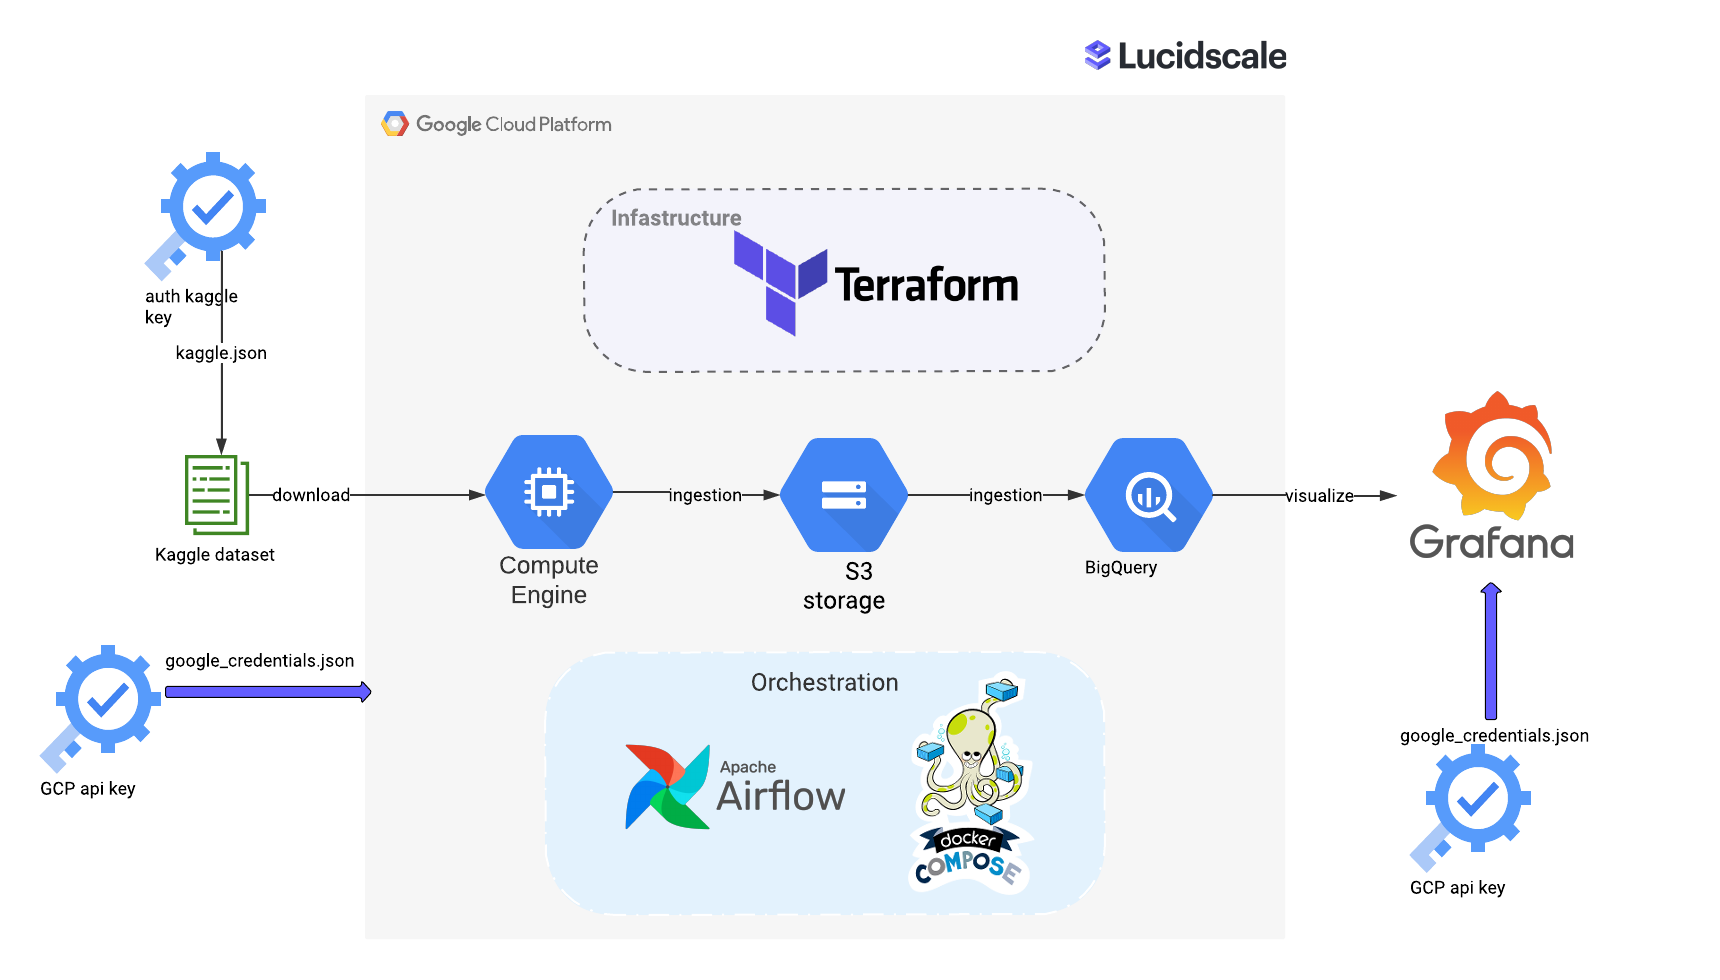 Lucidscale
Google Cloud Platform
Infastructure
Terraform
auth kaggle
key
kaggle.json
download
ingestion
ingestion
visualize
Kaggle dataset
Compute
Engine
S3
storage
BigQuery
Grafana
google_credentials.json
GCP api key
Orchestration
Apache
Airflow
docker
COMPOSE
google_credentials.json
GCP api key